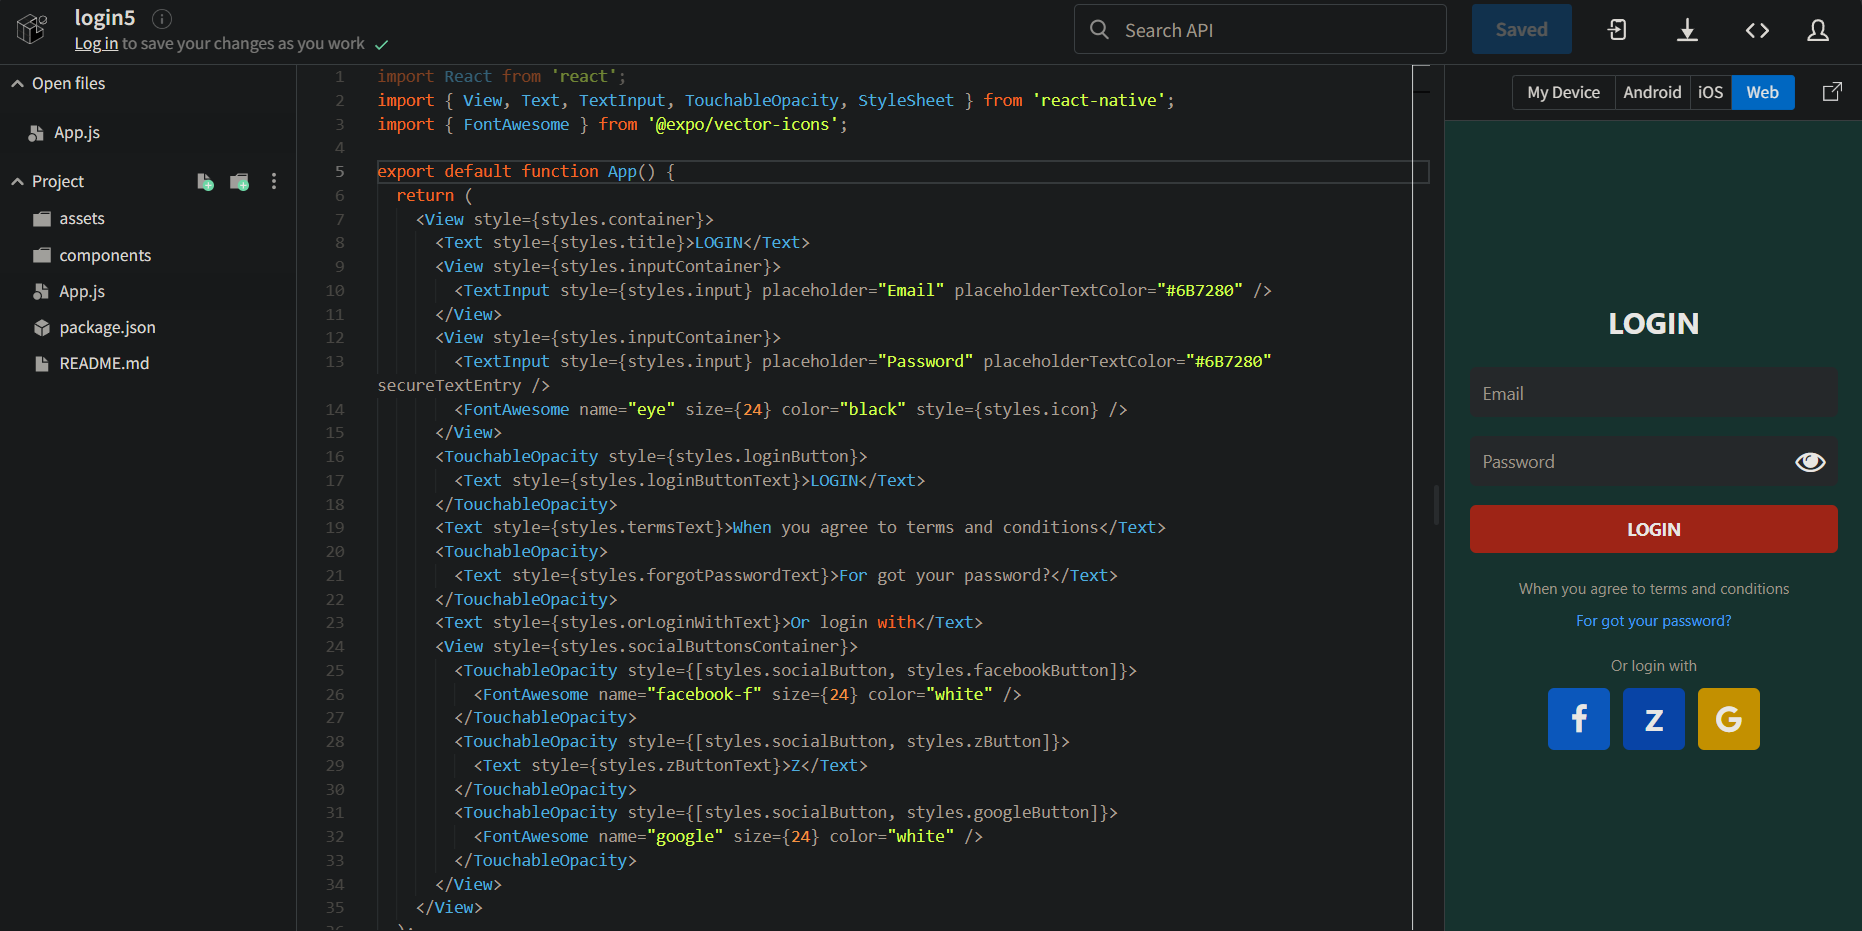 login5
Log in to save your changes as you work
Search API
Saved
Open files
App.js
Project
assets
components
App.js
package.json
README.md
1 import React from 'react';
2 import { View, Text, TextInput, TouchableOpacity, StyleSheet } from 'react-native';
3 import { FontAwesome } from '@expo/vector-icons';
4
5 export default function App() {
6 return (
7 <View style={styles.container}>
8 <Text style={styles.title}>LOGIN</Text>
9 <View style={styles.inputContainer}>
10 <TextInput style={styles.input} placeholder="Email" placeholderTextColor="#6B7280" />
11 </View>
12 <View style={styles.inputContainer}>
13 <TextInput style={styles.input} placeholder="Password" placeholderTextColor="#6B7280"
secureTextEntry />
14 <FontAwesome name="eye" size={24} color="black" style={styles.icon} />
15 </View>
16 <TouchableOpacity style={styles.loginButton}>
17 <Text style={styles.loginButtonText}>LOGIN</Text>
18 </TouchableOpacity>
19 <Text style={styles.termsText}>When you agree to terms and conditions</Text>
20 <TouchableOpacity>
21 <Text style={styles.forgotPasswordText}>For got your password?</Text>
22 </TouchableOpacity>
23 <Text style={styles.orLoginWithText}>Or login with</Text>
24 <View style={styles.socialButtonsContainer}>
25 <TouchableOpacity style={[styles.socialButton, styles.facebookButton]}>
26 <FontAwesome name="facebook-f" size={24} color="white" />
27 </TouchableOpacity>
28 <TouchableOpacity style={[styles.socialButton, styles.zButton]}>
29 <Text style={styles.zButtonText}>Z</Text>
30 </TouchableOpacity>
31 <TouchableOpacity style={[styles.socialButton, styles.googleButton]}>
32 <FontAwesome name="google" size={24} color="white" />
33 </TouchableOpacity>
34 </View>
35 </View>
My Device Android iOS Web
LOGIN
Email
Password
LOGIN
When you agree to terms and conditions
For got your password?
Or login with
f Z G